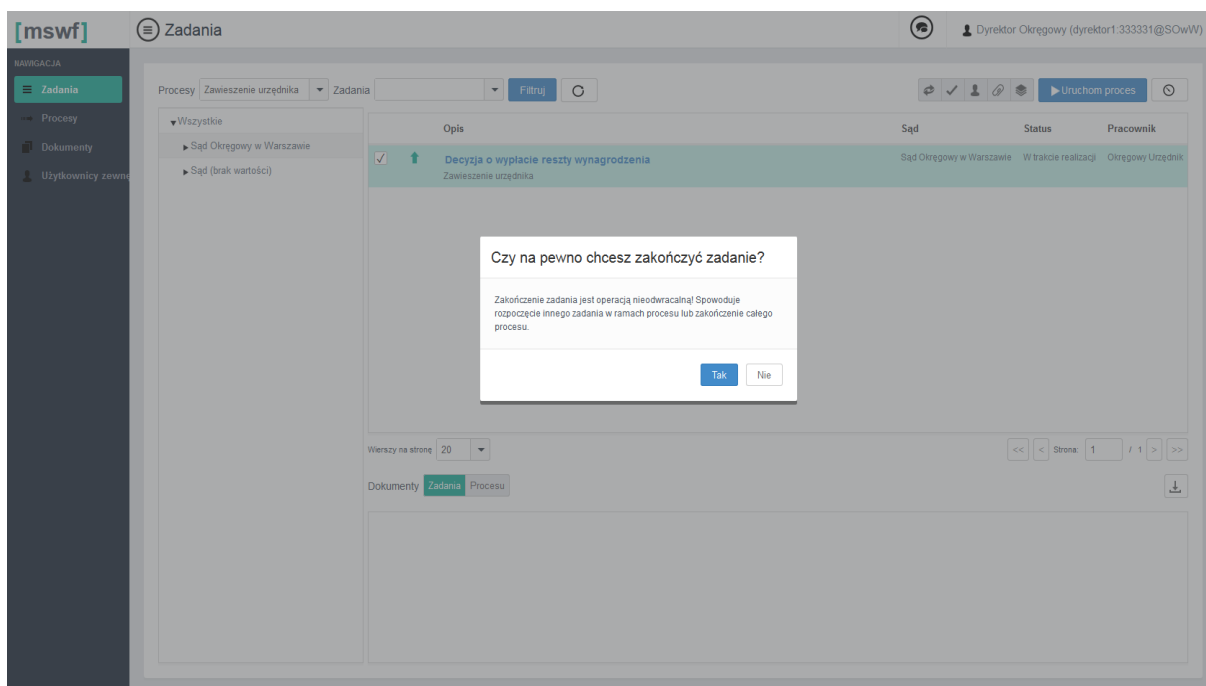 [mswf]
Zadania
Dyrektor Okręgowy (dyrektor1:333331@SOwW)
NAWIGACJA
Zadania
Procesy
Dokumenty
Użytkownicy zewnę
Procesy Zawieszenie urzędnika Zadania Filtruj Uruchom proces
Wszystkie
Sąd Okręgowy w Warszawie
Sąd (brak wartości)
Opis Sąd Status Pracownik
Decyzja o wypłacie reszty wynagrodzenia Sąd Okręgowy w Warszawie W trakcie realizacji Okręgowy Urzędnik
Zawieszenie urzędnika
Czy na pewno chcesz zakończyć zadanie?
Zakończenie zadania jest operacją nieodwracalną! Spowoduje
rozpoczęcie innego zadania w ramach procesu lub zakończenie całego
procesu.
Tak Nie
Wierszy na stronę 20 << < Strona: 1 / 1 > >>
Dokumenty Zadania Procesu